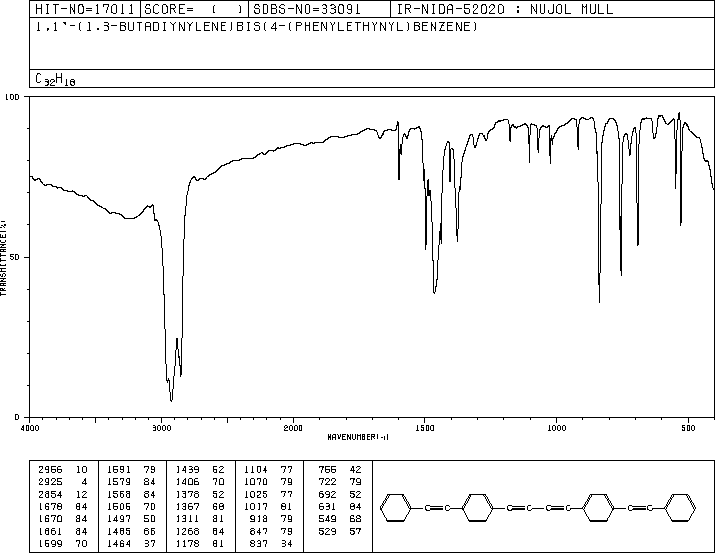 HIT-NO=17011 SCORE= ( ) SDBS-NO=33091 IR-NIDA-52020 : NUJOL MULL
1,1'-(1,3-BUTADIYNYLENE)BIS(4-(PHENYLETHYNYL)BENZENE)
C32H18
100
50
0
TRANSMITTANCE(%)
4000 3000 2000 1500 1000 500
WAVENUMBER(-1)
2956 10 1591 79 1439 52 1104 77 756 42
2925 4 1579 84 1406 70 1070 79 722 79
2854 12 1568 84 1378 52 1025 77 692 52
1678 84 1506 70 1367 68 1017 81 631 84
1670 84 1497 50 1311 81 918 79 549 68
1661 84 1485 66 1268 84 847 79 529 57
1599 70 1464 37 1178 81 837 34
C C C C C C C C